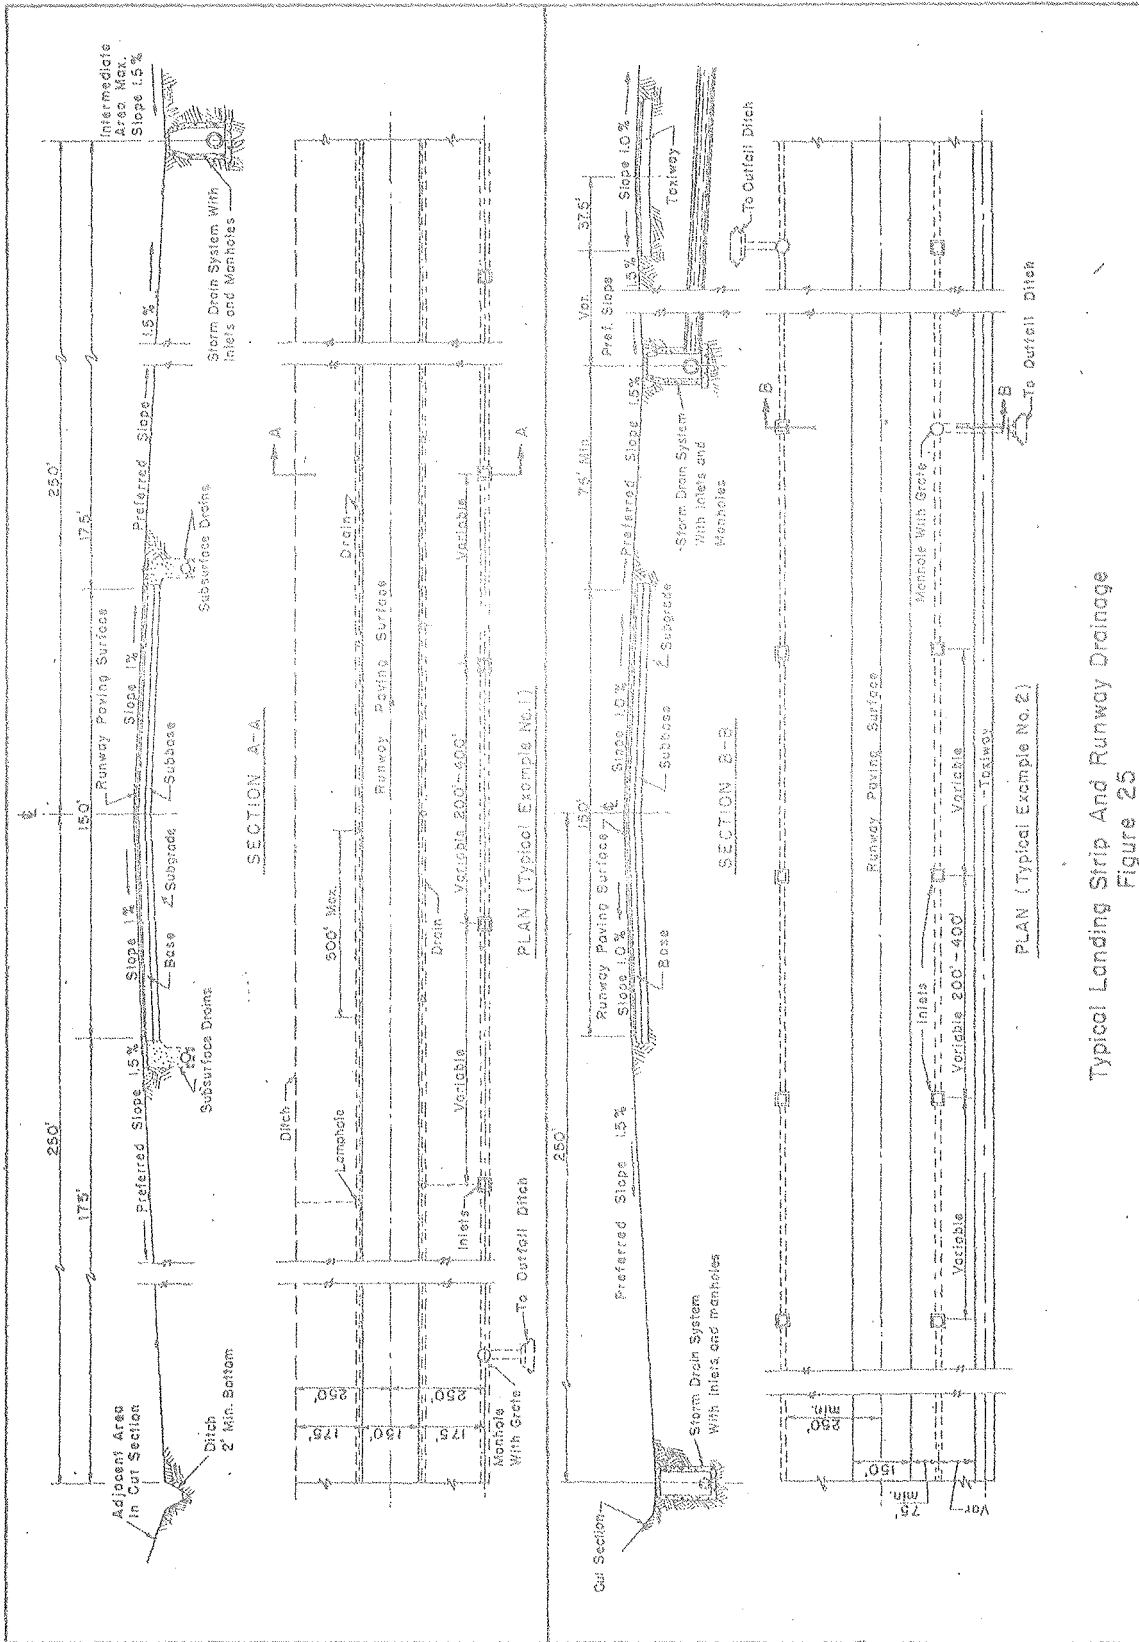 250'
250'
175'
175'
150'
℄
Adjacent Area
In Cut Section
Ditch
2' Min. Bottom
Preferred Slope 1.5%
Subsurface Drains
Slope 1%
Base
Subgrade
Subbase
Slope 1%
Runway Paving Surface
Preferred Slope
1.5%
Subsurface Drains
Storm Drain System With
Inlets and Manholes
Intermediate
Area Max.
Slope 1.5%
SECTION A-A
Ditch
Lamphole
500' Max.
Drain
Runway Paving Surface
Drain
A
A
Inlets
Variable
Variable 200'-400'
Variable
175'
150'
175'
250'
250'
Manhole
With Grate
To Outfall Ditch
PLAN (Typical Example No.1)
250'
150'
75' Min.
Var.
37.5'
Cut Section
Storm Drain System
With Inlets and manholes
Preferred Slope 1.5%
Runway Paving Surface
Slope 1.0%
℄
Base
Slope 1.0%
Subbase
Subgrade
Preferred Slope 1.5%
Storm Drain System
With Inlets and
Manholes
Pref. Slope
1.5%
Slope 1.0%
Taxiway
SECTION B-B
To Outfall Ditch
B
B
Runway Paving Surface
Manhole With Grate
Inlets
Variable
Variable 200'-400'
Variable
Taxiway
To Outfall Ditch
250'
min.
150'
75'
min.
Var.
PLAN (Typical Example No.2)
Typical Landing Strip And Runway Drainage
Figure 25